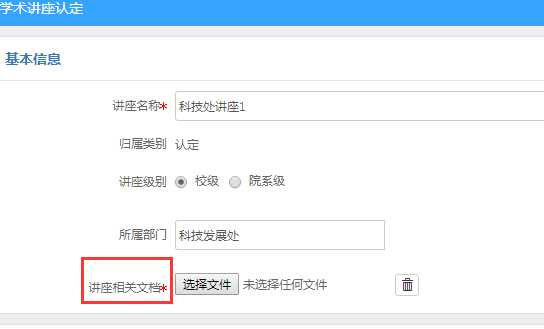 学术讲座认定
基本信息
讲座名称* 科技处讲座1
归属类别 认定
讲座级别 校级 院系级
所属部门 科技发展处
讲座相关文档* 选择文件 未选择任何文件